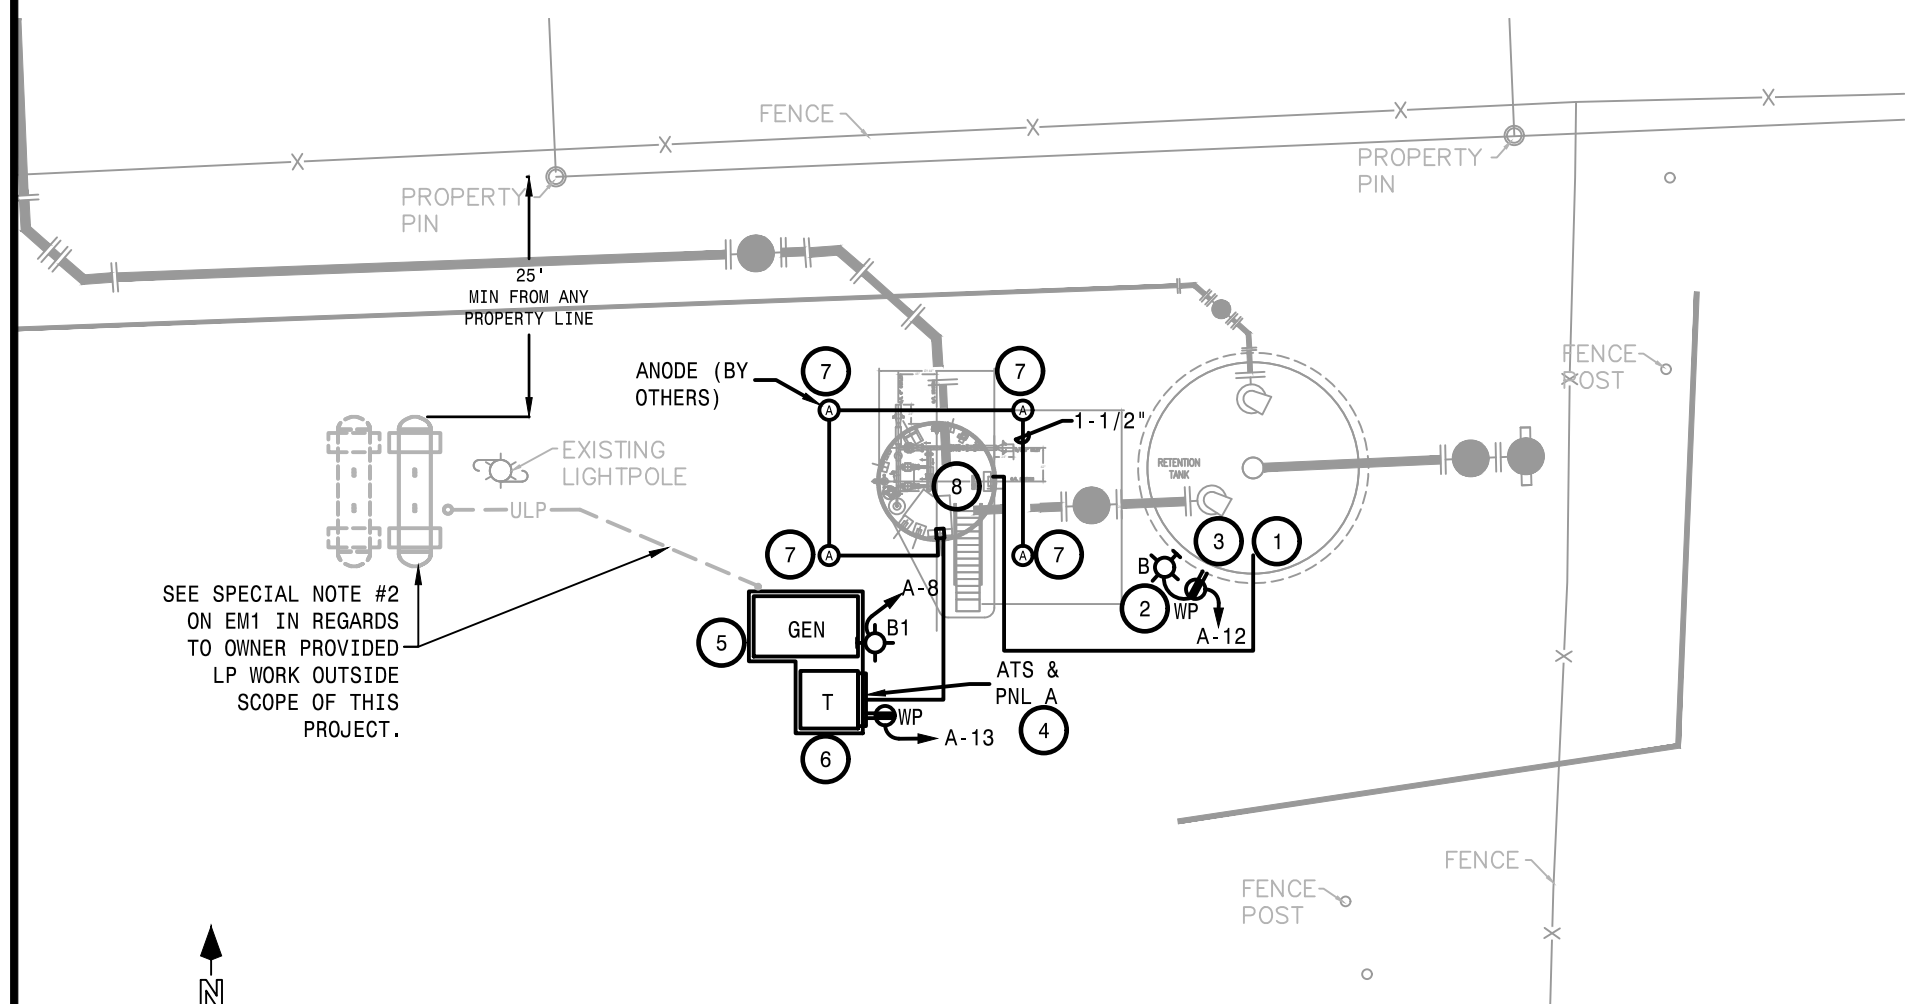 FENCE
PROPERTY
PIN
PROPERTY
PIN
25'
MIN FROM ANY
PROPERTY LINE
FENCE
POST
ANODE (BY
OTHERS)
7
7
A
A
1-1/2"
EXISTING
LIGHTPOLE
RETENTION
TANK
8
ULP
7
A
A
7
3
1
B
2
WP
A-12
SEE SPECIAL NOTE #2
ON EM1 IN REGARDS
TO OWNER PROVIDED
LP WORK OUTSIDE
SCOPE OF THIS
PROJECT.
A-8
5
GEN
B1
ATS &
PNL A
T
WP
A-13
4
6
FENCE
FENCE
POST
N